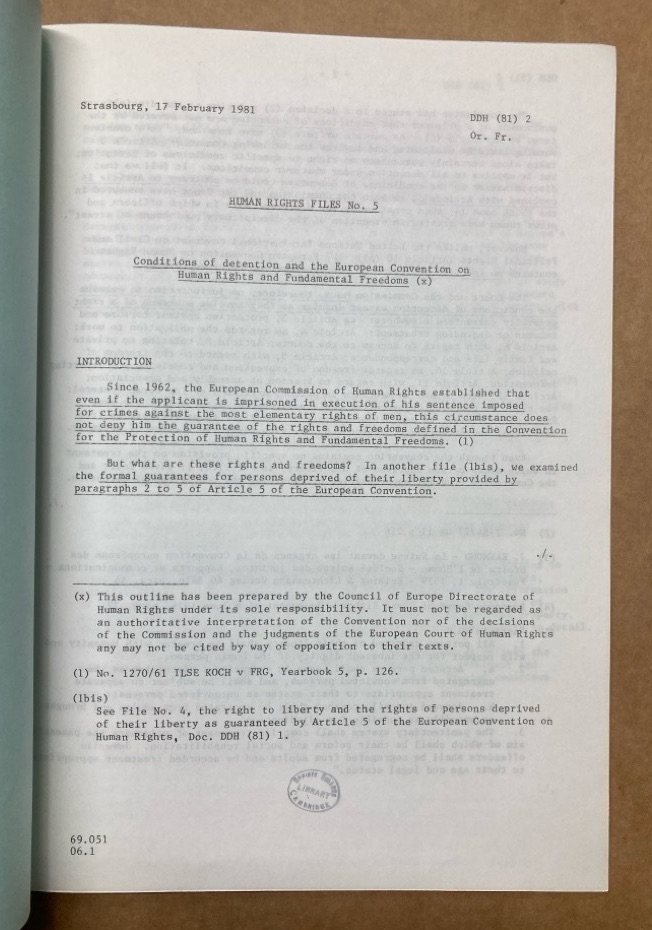 Strasbourg, 17 February 1981
DDH (81) 2
Or. Fr.
HUMAN RIGHTS FILES No. 5
Conditions of detention and the European Convention on
Human Rights and Fundamental Freedoms (x)
INTRODUCTION
Since 1962, the European Commission of Human Rights established that
even if the applicant is imprisoned in execution of his sentence imposed
for crimes against the most elementary rights of men, this circumstance does
not deny him the guarantee of the rights and freedoms defined in the Convention
for the Protection of Human Rights and Fundamental Freedoms. (1)
But what are these rights and freedoms? In another file (1bis), we examined
the formal guarantees for persons deprived of their liberty provided by
paragraphs 2 to 5 of Article 5 of the European Convention.
./.
(x) This outline has been prepared by the Council of Europe Directorate of
Human Rights under its sole responsibility. It must not be regarded as
an authoritative interpretation of the Convention nor of the decisions
of the Commission and the judgments of the European Court of Human Rights
any may not be cited by way of opposition to their texts.
(1) No. 1270/61 ILSE KOCH v FRG, Yearbook 5, p. 126.
(1bis)
See File No. 4, the right to liberty and the rights of persons deprived
of their liberty as guaranteed by Article 5 of the European Convention on
Human Rights, Doc. DDH (81) 1.
LIBRARY
CAMBRIDGE
69.051
06.1